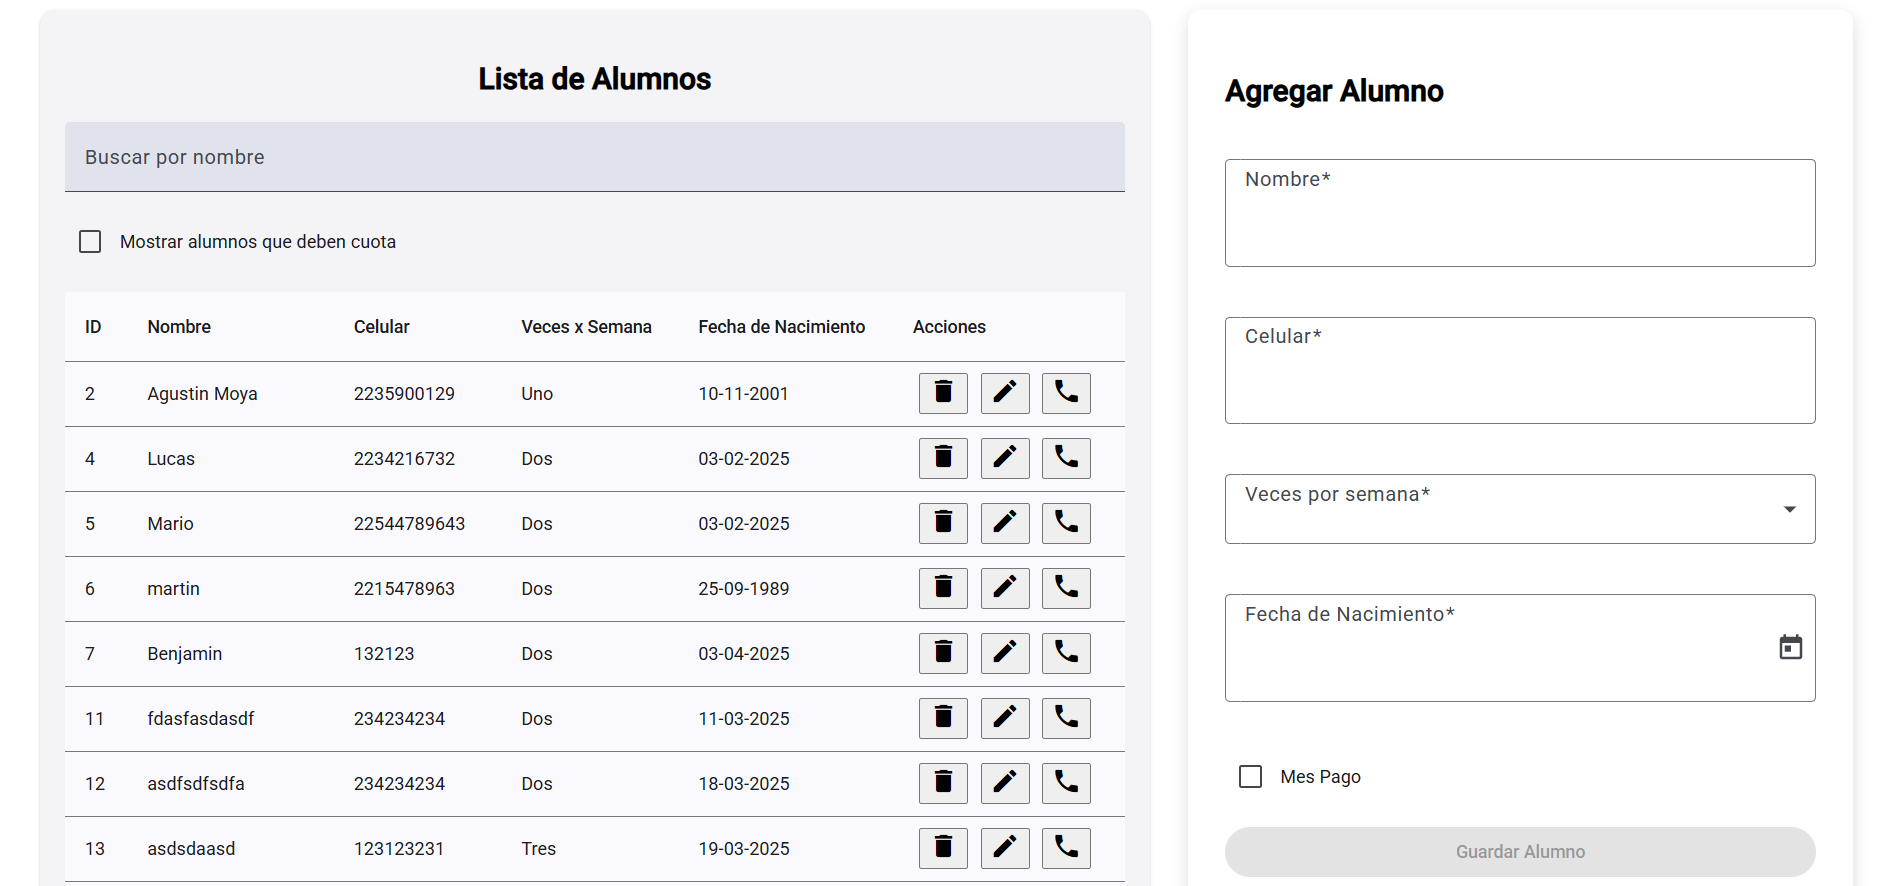 Lista de Alumnos
Buscar por nombre
Mostrar alumnos que deben cuota
ID Nombre Celular Veces x Semana Fecha de Nacimiento Acciones
2 Agustin Moya 2235900129 Uno 10-11-2001
4 Lucas 2234216732 Dos 03-02-2025
5 Mario 22544789643 Dos 03-02-2025
6 martin 2215478963 Dos 25-09-1989
7 Benjamin 132123 Dos 03-04-2025
11 fdasfasdasdf 234234234 Dos 11-03-2025
12 asdfsdfsdfa 234234234 Dos 18-03-2025
13 asdsdaasd 123123231 Tres 19-03-2025
Agregar Alumno
Nombre*
Celular*
Veces por semana*
Fecha de Nacimiento*
Mes Pago
Guardar Alumno